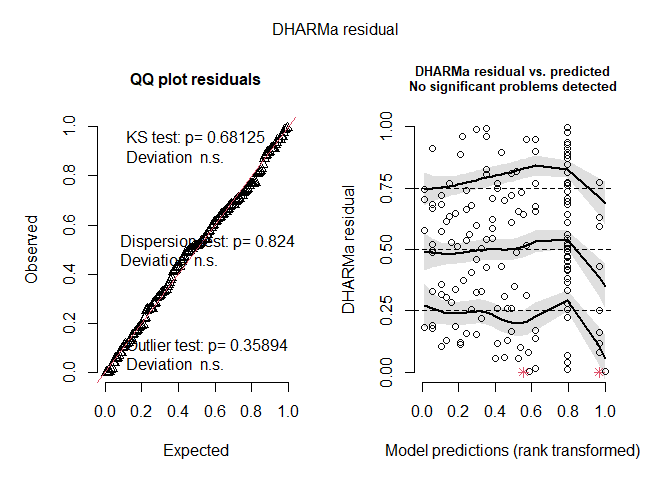 DHARMa residual
QQ plot residuals
KS test: p= 0.68125
Deviation n.s.
Dispersion test: p= 0.824
Deviation n.s.
Outlier test: p= 0.35894
Deviation n.s.
Observed
0.0 0.2 0.4 0.6 0.8 1.0
0.0 0.2 0.4 0.6 0.8 1.0
Expected
DHARMa residual vs. predicted
No significant problems detected
DHARMa residual
0.00 0.25 0.50 0.75 1.00
0.0 0.2 0.4 0.6 0.8 1.0
Model predictions (rank transformed)